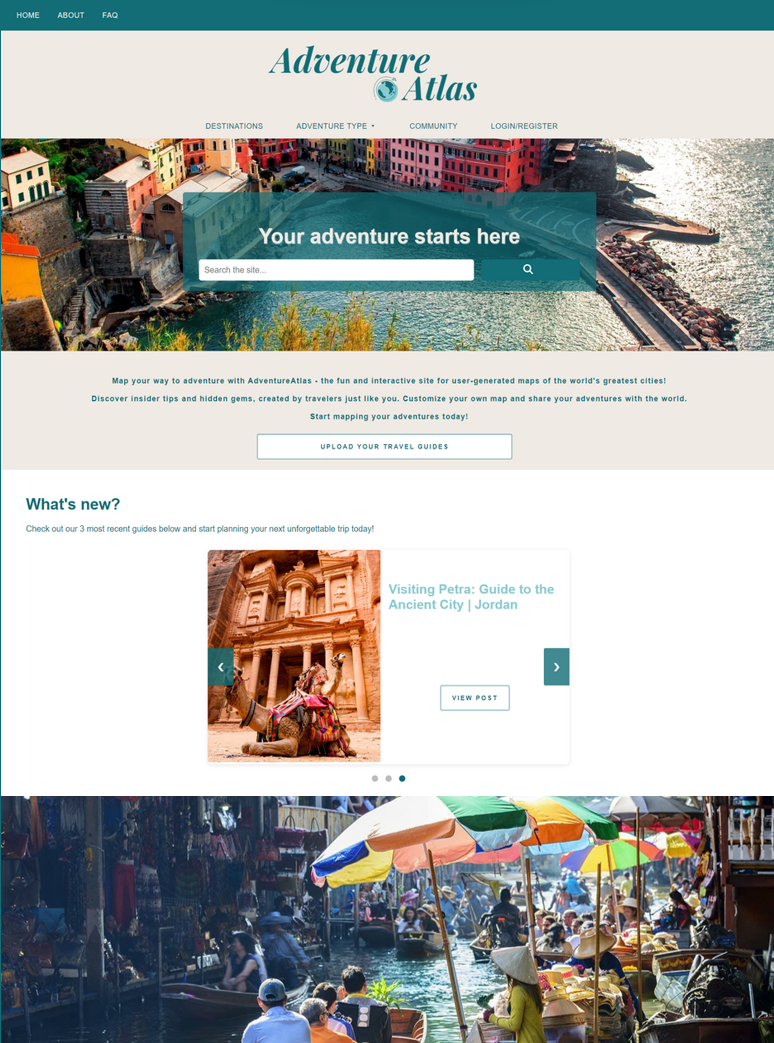 HOME ABOUT FAQ
Adventure
Atlas
DESTINATIONS ADVENTURE TYPE COMMUNITY LOGIN/REGISTER
Your adventure starts here
Search the site...
Map your way to adventure with AdventureAtlas - the fun and interactive site for user-generated maps of the world's greatest cities!
Discover insider tips and hidden gems, created by travelers just like you. Customize your own map and share your adventures with the world.
Start mapping your adventures today!
UPLOAD YOUR TRAVEL GUIDES
What's new?
Check out our 3 most recent guides below and start planning your next unforgettable trip today!
Visiting Petra: Guide to the
Ancient City | Jordan
VIEW POST